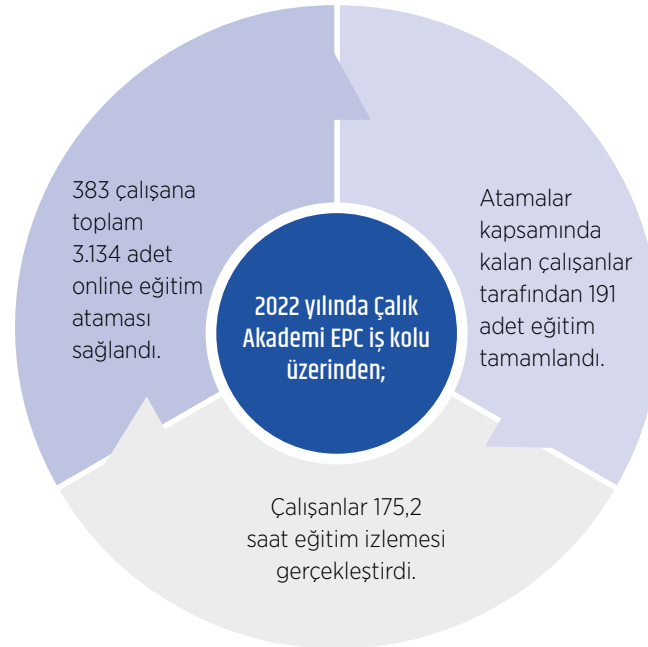 2022 yılında Çalık
Akademi EPC iş kolu
üzerinden;
383 çalışana
toplam
3.134 adet
online eğitim
ataması
sağlandı.
Atamalar
kapsamında
kalan çalışanlar
tarafından 191
adet eğitim
tamamlandı.
Çalışanlar 175,2
saat eğitim izlemesi
gerçekleştirdi.